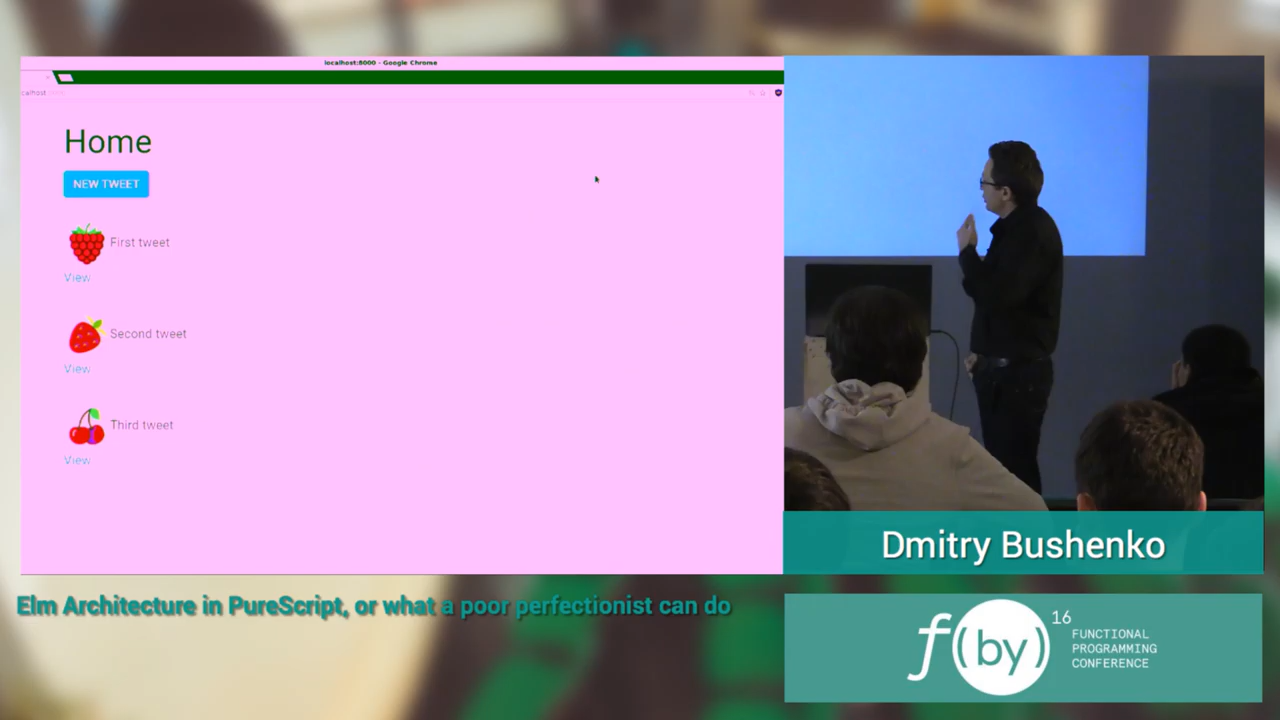 localhost:8000 - Google Chrome
calhost
Home
NEW TWEET
First tweet
View
Second tweet
View
Third tweet
View
Dmitry Bushenko
Elm Architecture in PureScript, or what a poor perfectionist can do
f(by) 16
FUNCTIONAL
PROGRAMMING
CONFERENCE